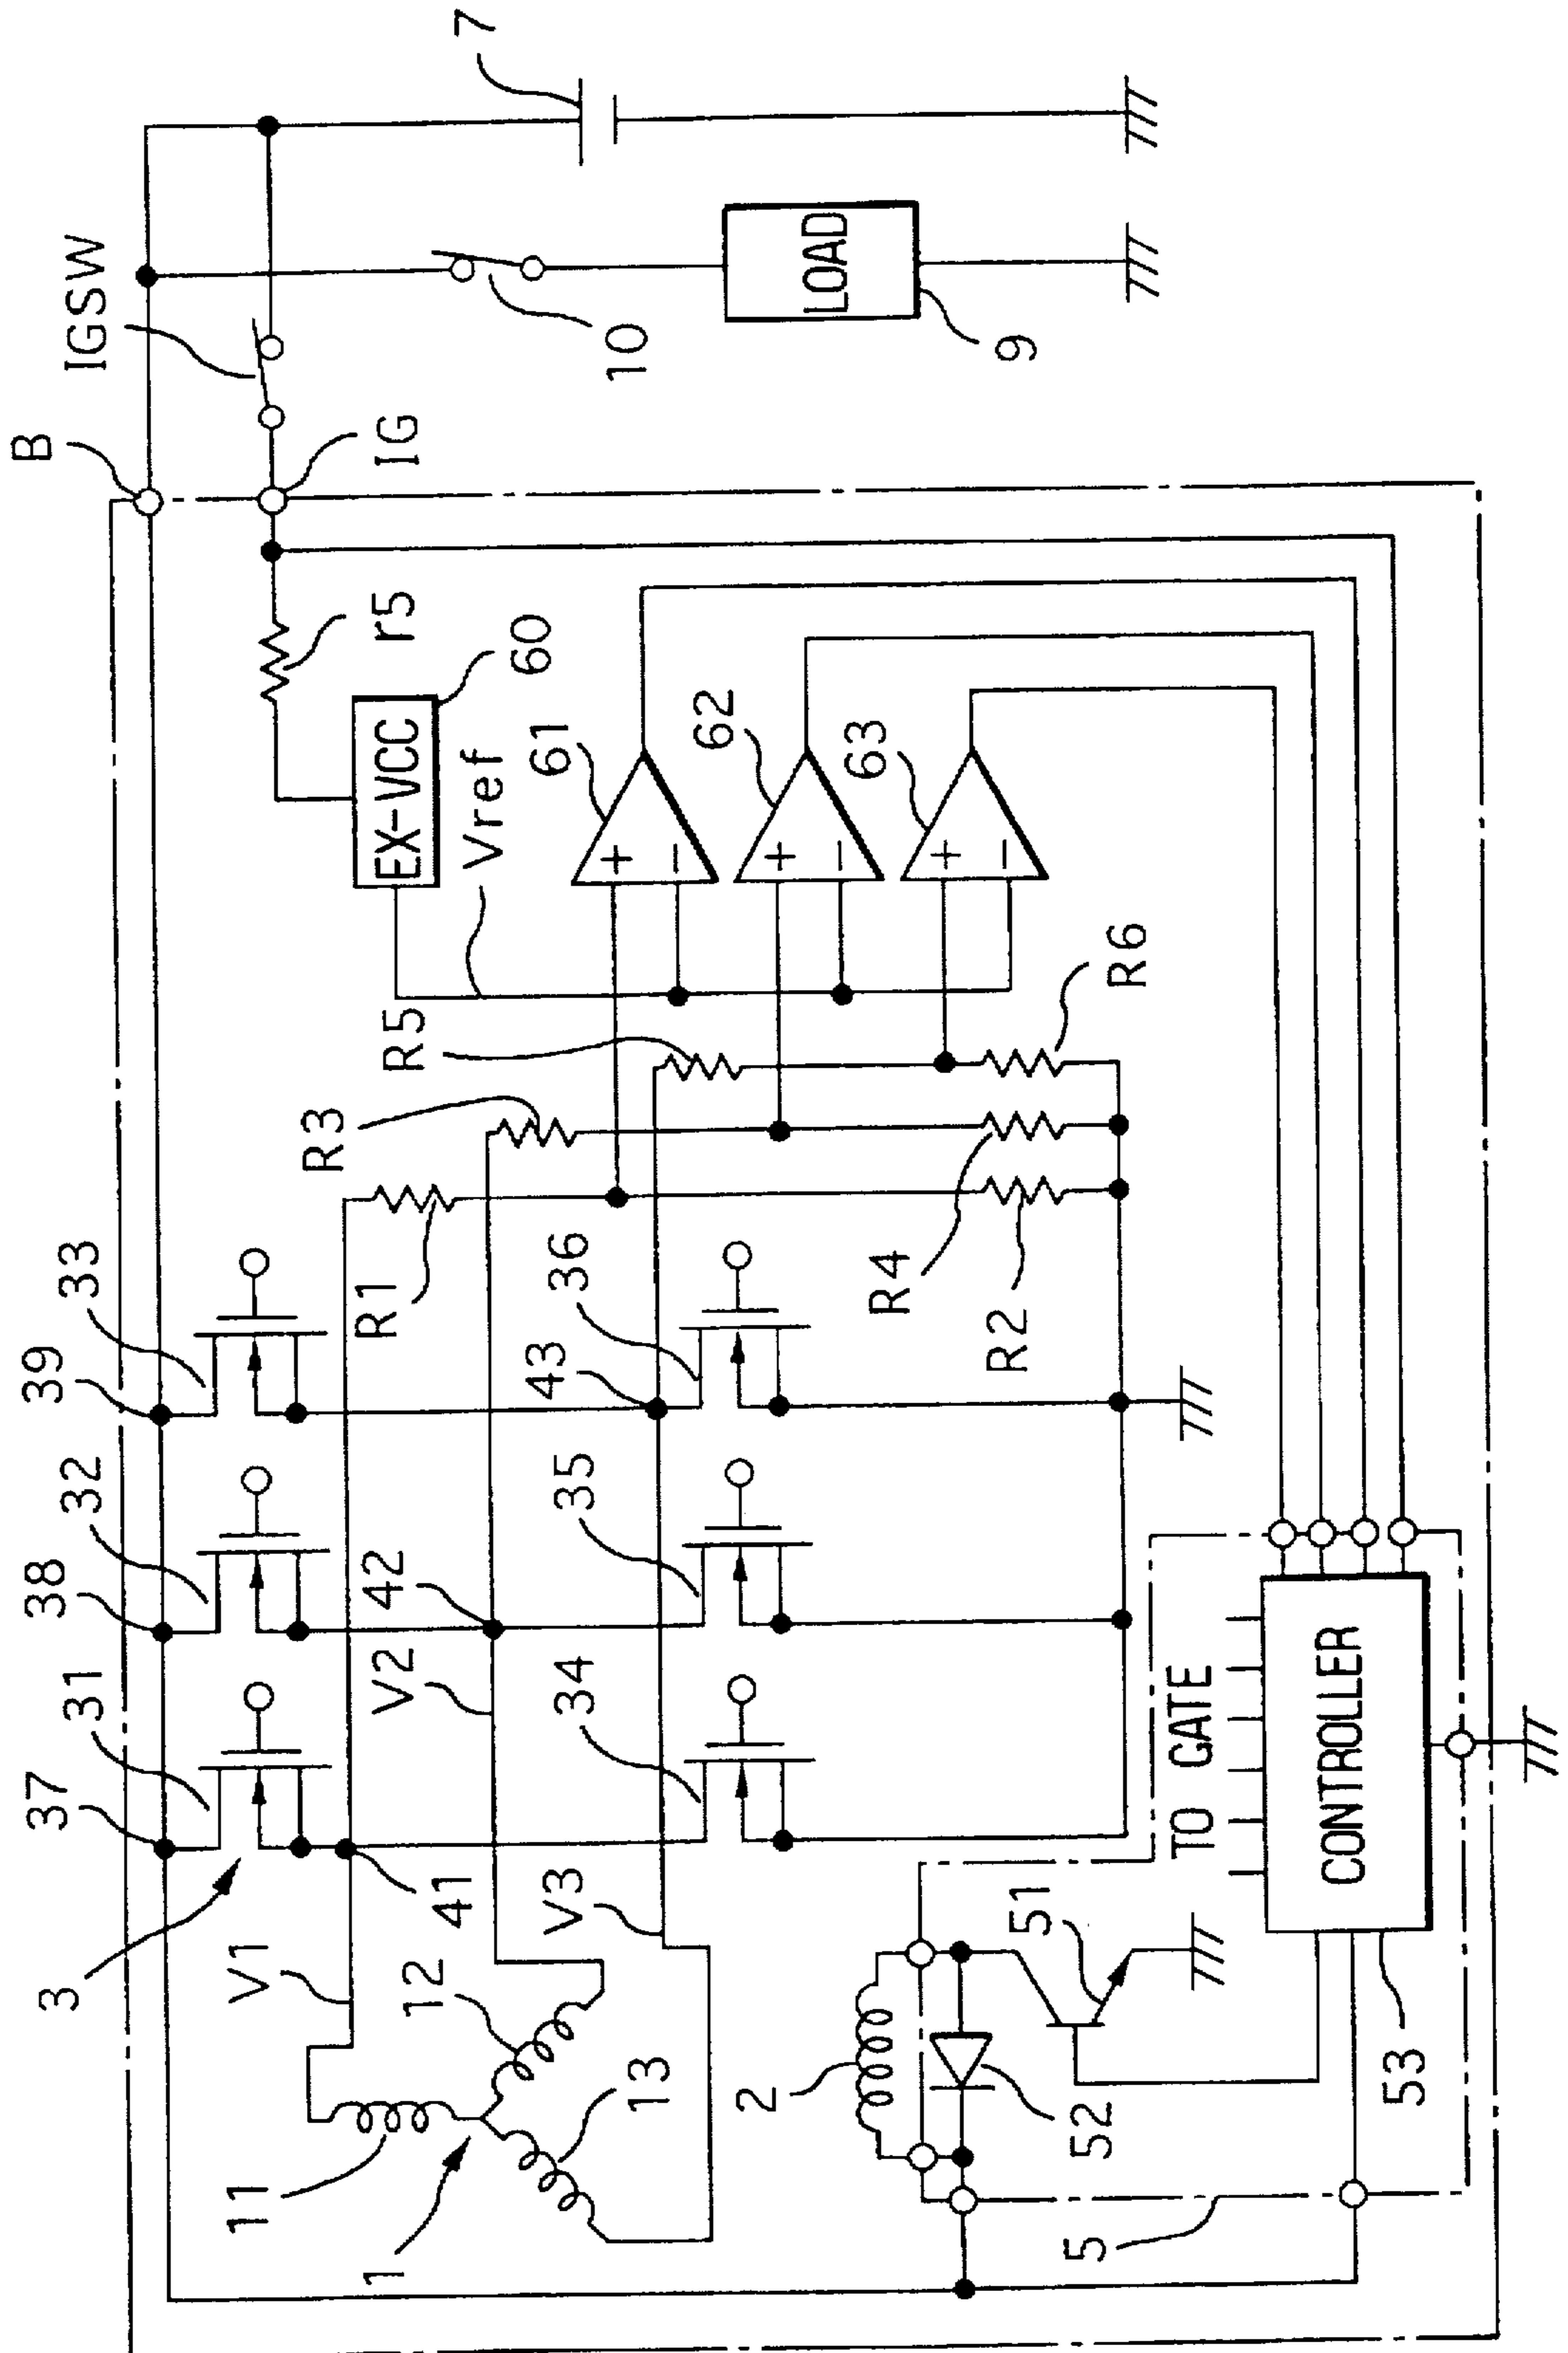 3
37
31
38
32
39
33
B
IGSW
7
V1
11
12
1
13
41
V2
42
R1
R3
R5
EX-VCC
60
r5
IG
10
LOAD
9
V3
34
35
43
36
Vref
61
62
63
+
−
+
−
+
−
R4
R2
R6
2
52
51
5
TO GATE
CONTROLLER
53